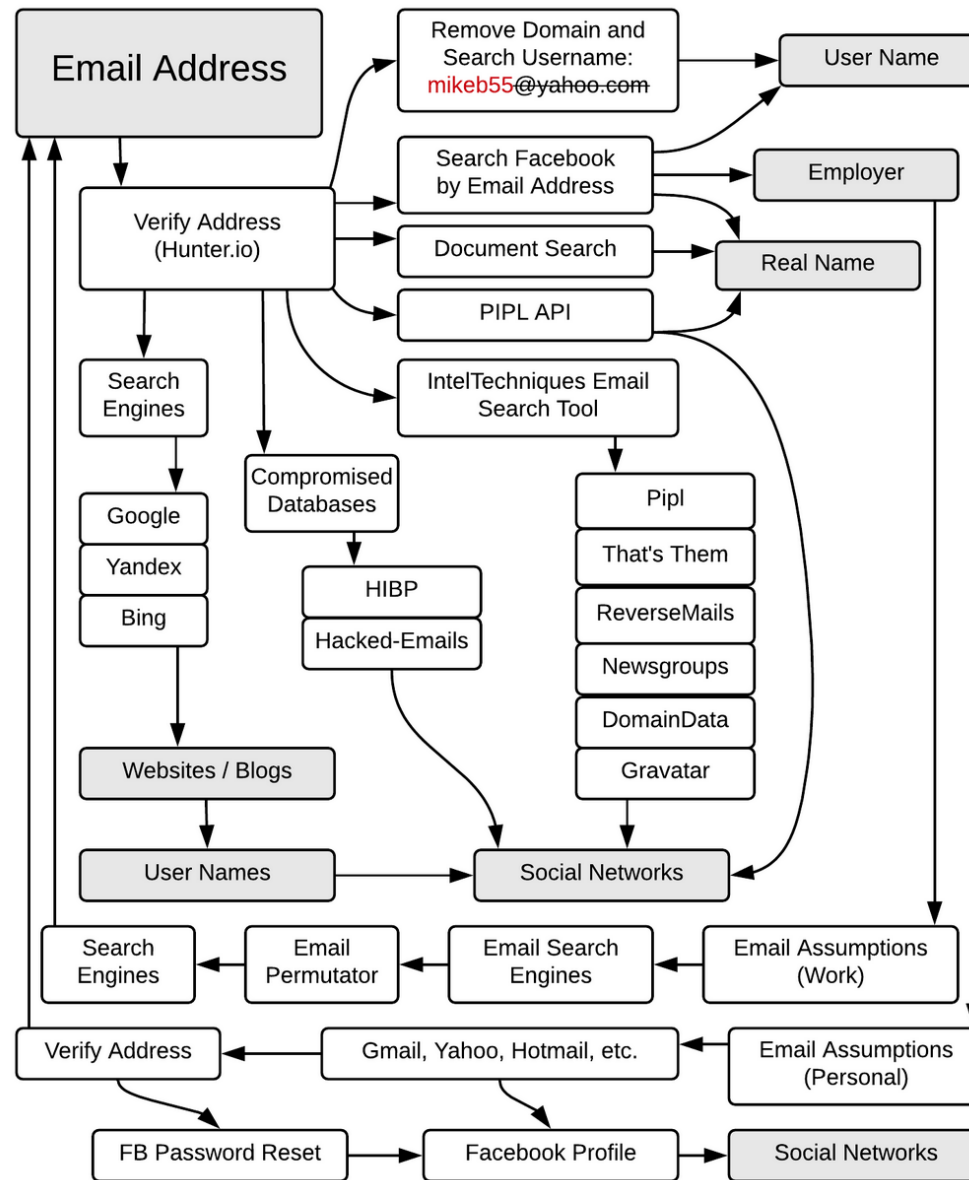 Email Address
Remove Domain and
Search Username:
mikeb55@yahoo.com
User Name
Search Facebook
by Email Address
Employer
Verify Address
(Hunter.io)
Document Search
Real Name
PIPL API
Search
Engines
IntelTechniques Email
Search Tool
Compromised
Databases
Google
Yandex
Bing
HIBP
Hacked-Emails
Pipl
That's Them
ReverseMails
Newsgroups
DomainData
Gravatar
Websites / Blogs
User Names
Social Networks
Search
Engines
Email
Permutator
Email Search
Engines
Email Assumptions
(Work)
Verify Address
Gmail, Yahoo, Hotmail, etc.
Email Assumptions
(Personal)
FB Password Reset
Facebook Profile
Social Networks